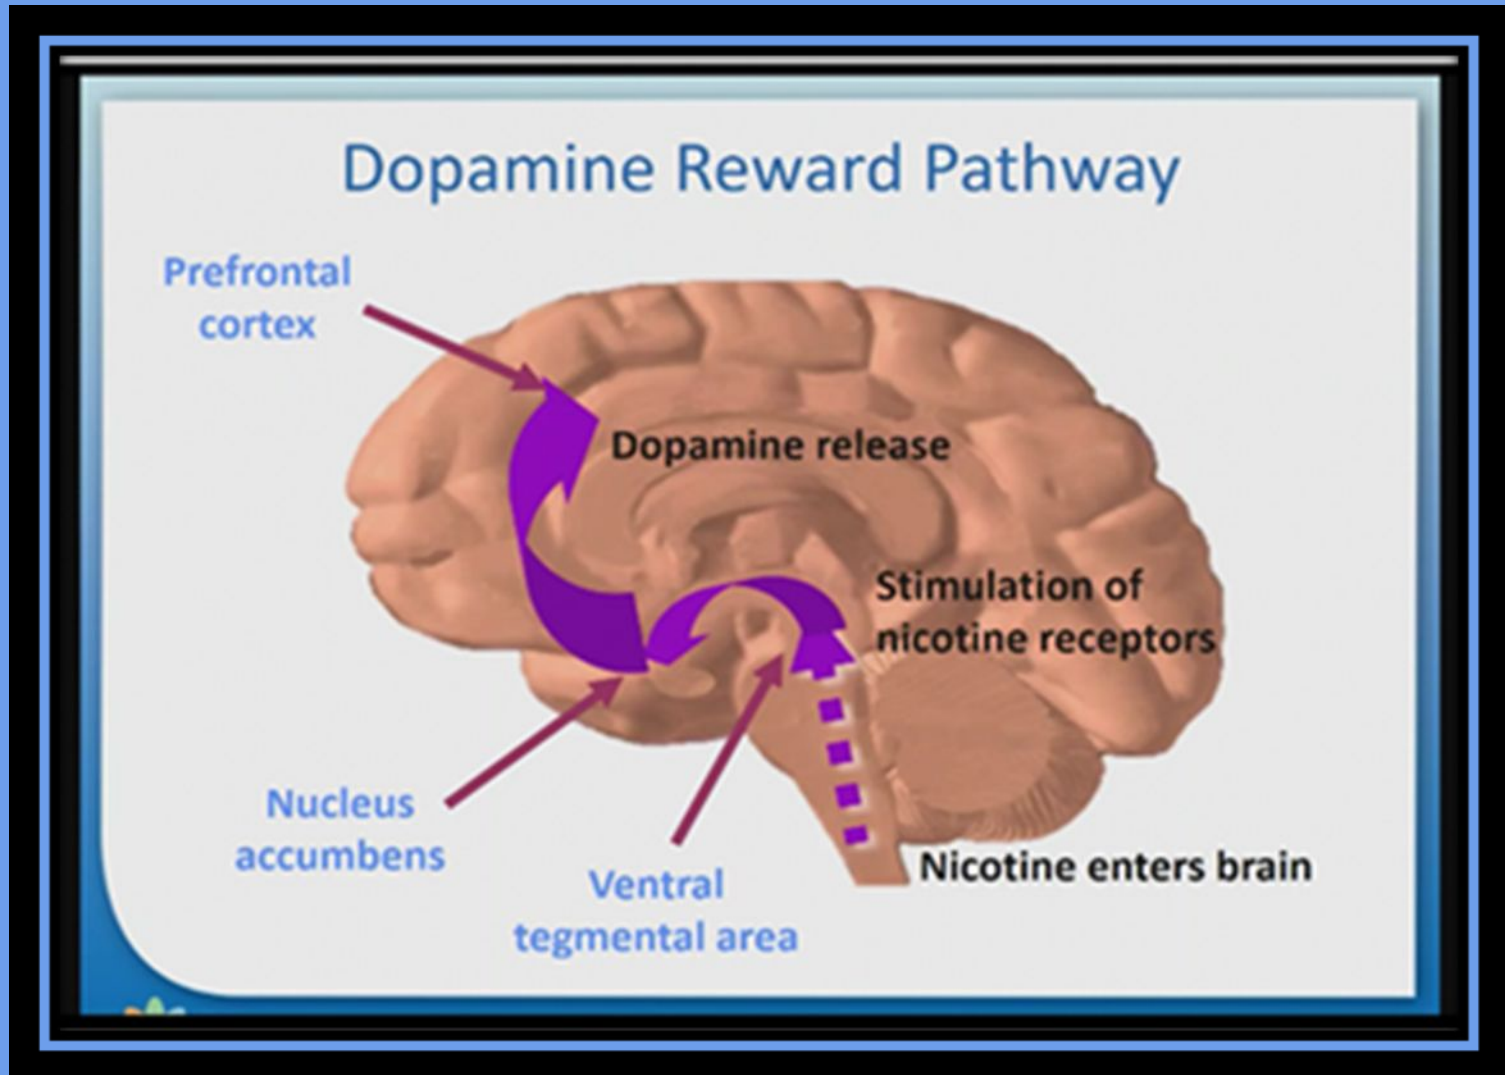 Dopamine Reward Pathway
Prefrontal
cortex
Dopamine release
Stimulation of
nicotine receptors
Nucleus
accumbens
Ventral
tegmental area
Nicotine enters brain